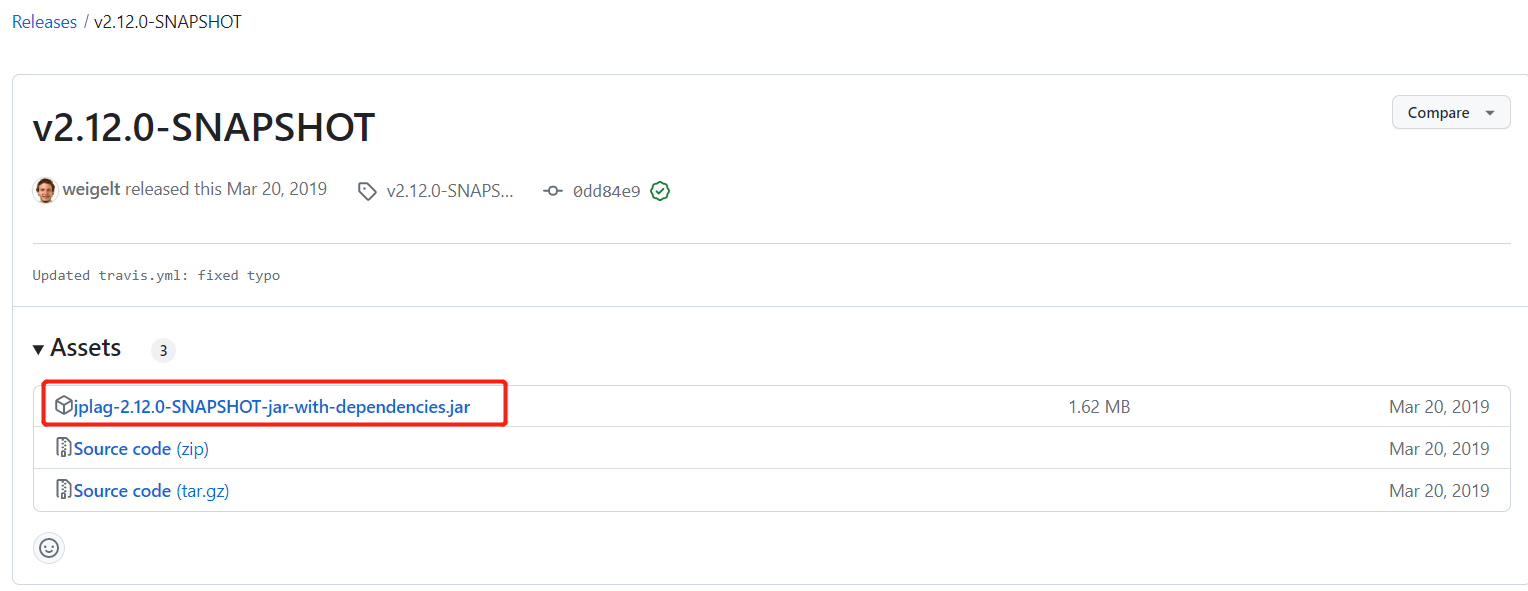 Releases / v2.12.0-SNAPSHOT
v2.12.0-SNAPSHOT
Compare
weigelt released this Mar 20, 2019 v2.12.0-SNAPS... 0dd84e9
Updated travis.yml: fixed typo
Assets 3
jplag-2.12.0-SNAPSHOT-jar-with-dependencies.jar 1.62 MB Mar 20, 2019
Source code (zip) Mar 20, 2019
Source code (tar.gz) Mar 20, 2019